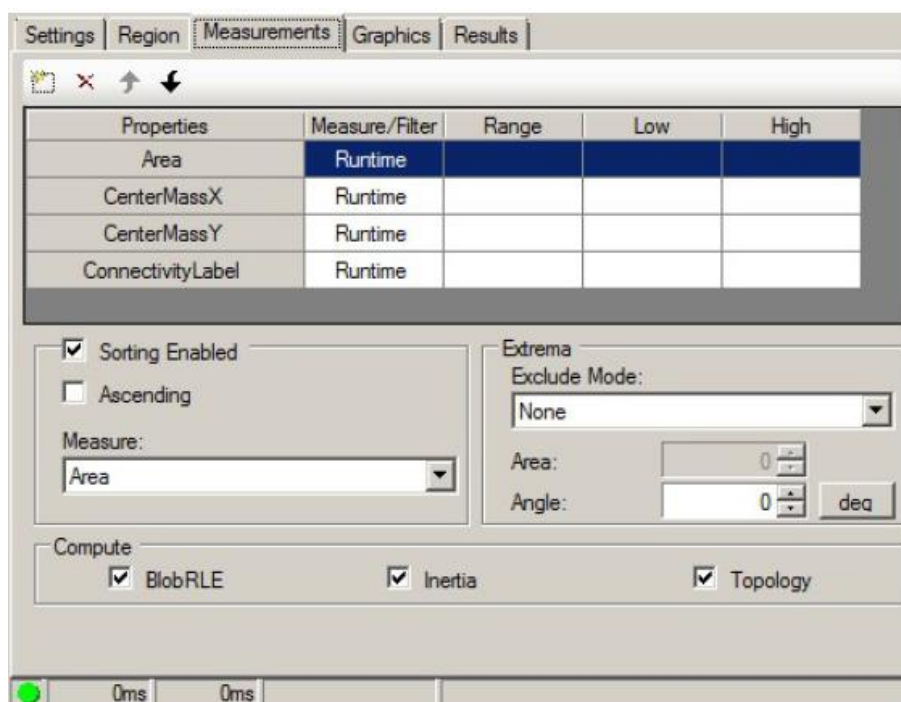 Settings Region Measurements Graphics Results
Properties Measure/Filter Range Low High
Area Runtime
CenterMassX Runtime
CenterMassY Runtime
ConnectivityLabel Runtime
Sorting Enabled
Ascending
Measure:
Area
Extrema
Exclude Mode:
None
Area: 0
Angle: 0 deg
Compute
BlobRLE Inertia Topology
0ms 0ms